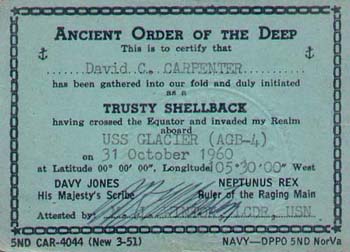 ANCIENT ORDER OF THE DEEP
This is to certify that
David C. CARPENTER
has been gathered into our fold and duly initiated
as a
TRUSTY SHELLBACK
having crossed the Equator and invaded my Realm
aboard
USS GLACIER (AGB-4)
on 31 October 1960
at Latitude 00° 00' 00", Longitude 105°30'00" West
DAVY JONES NEPTUNUS REX
His Majesty's Scribe Ruler of the Raging Main
Attested by LCDR, USN
5ND CAR-4044 (New 3-51) NAVY—DPPO 5ND NorVa